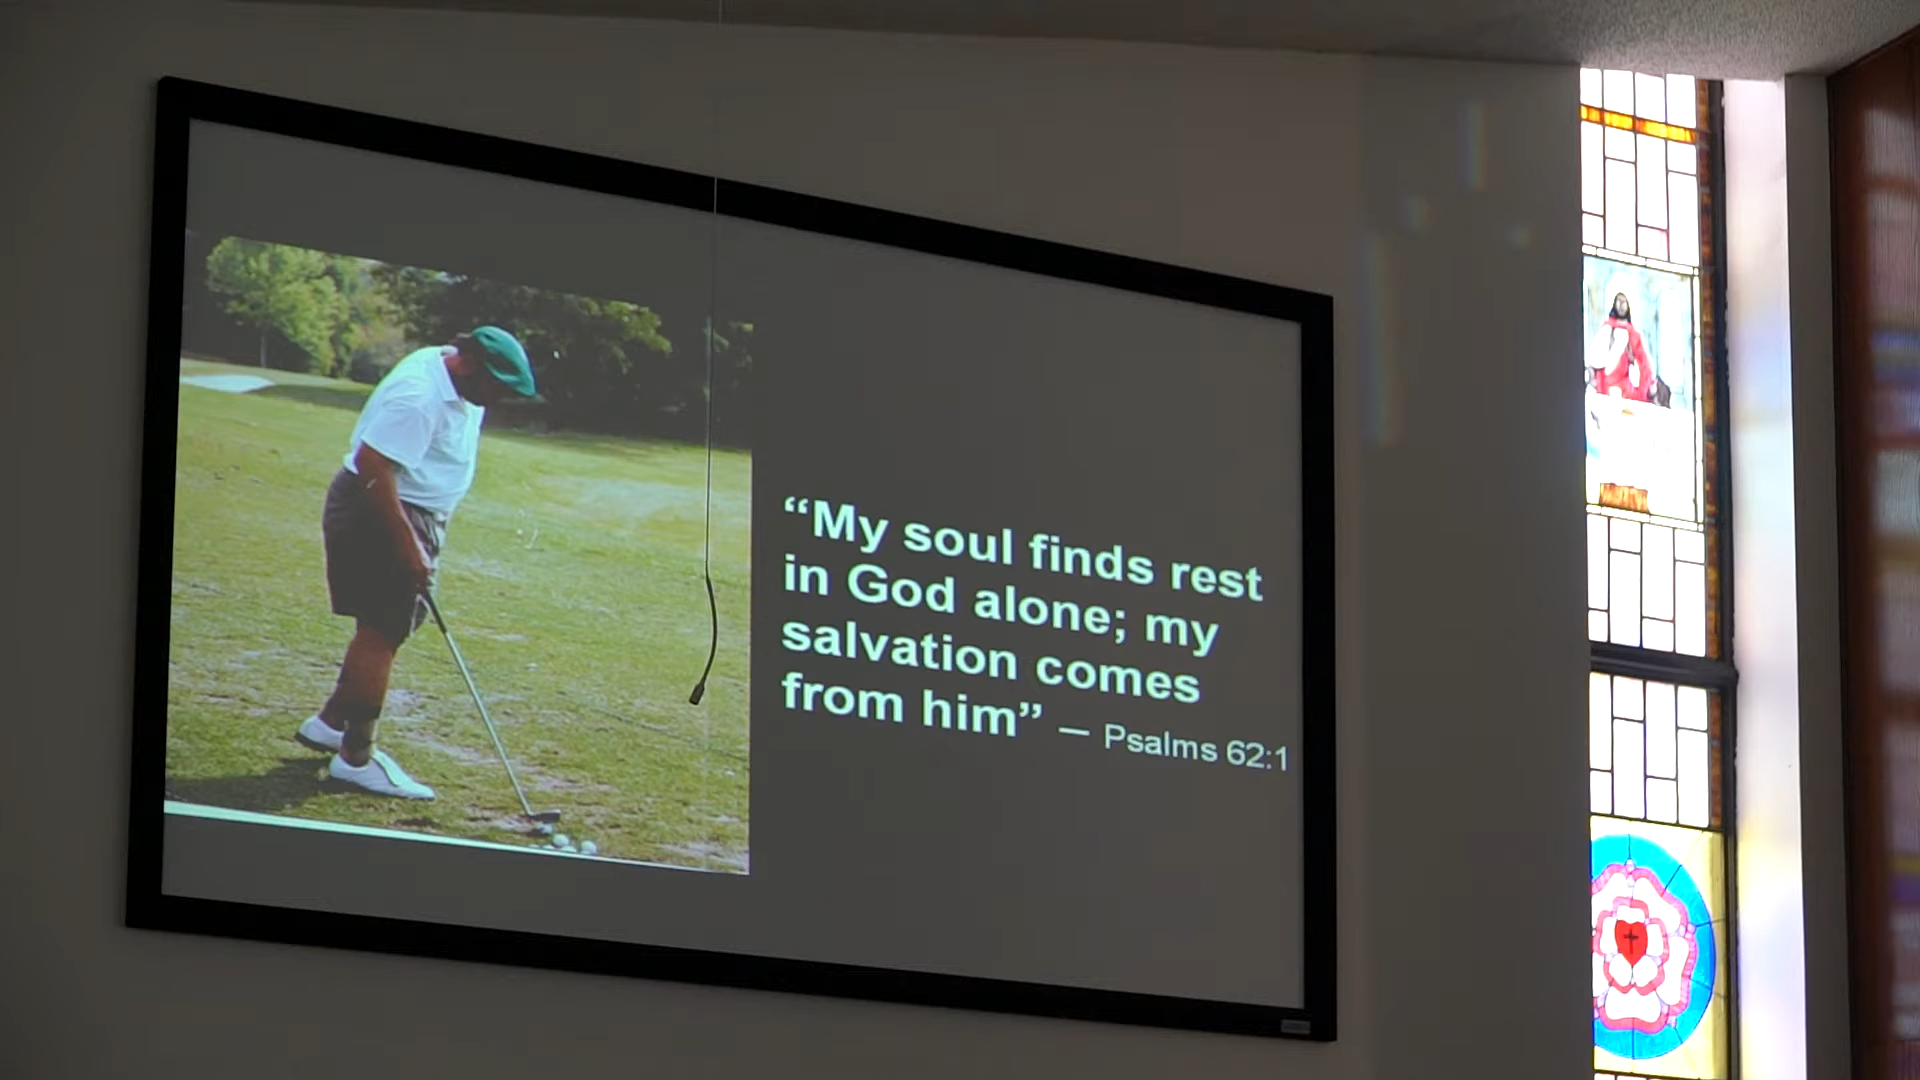 “My soul finds rest
in God alone; my
salvation comes
from him” — Psalms 62:1